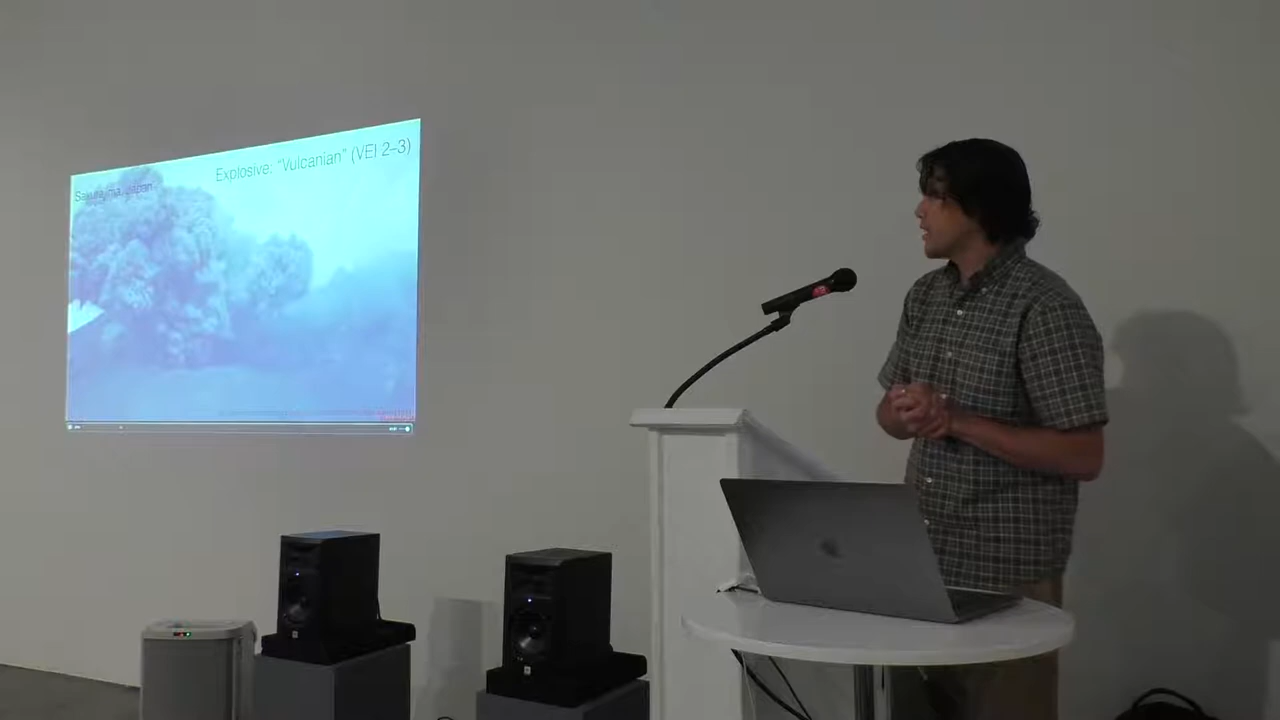 Explosive: "Vulcanian" (VEI 2–3)
Sakurajima, Japan